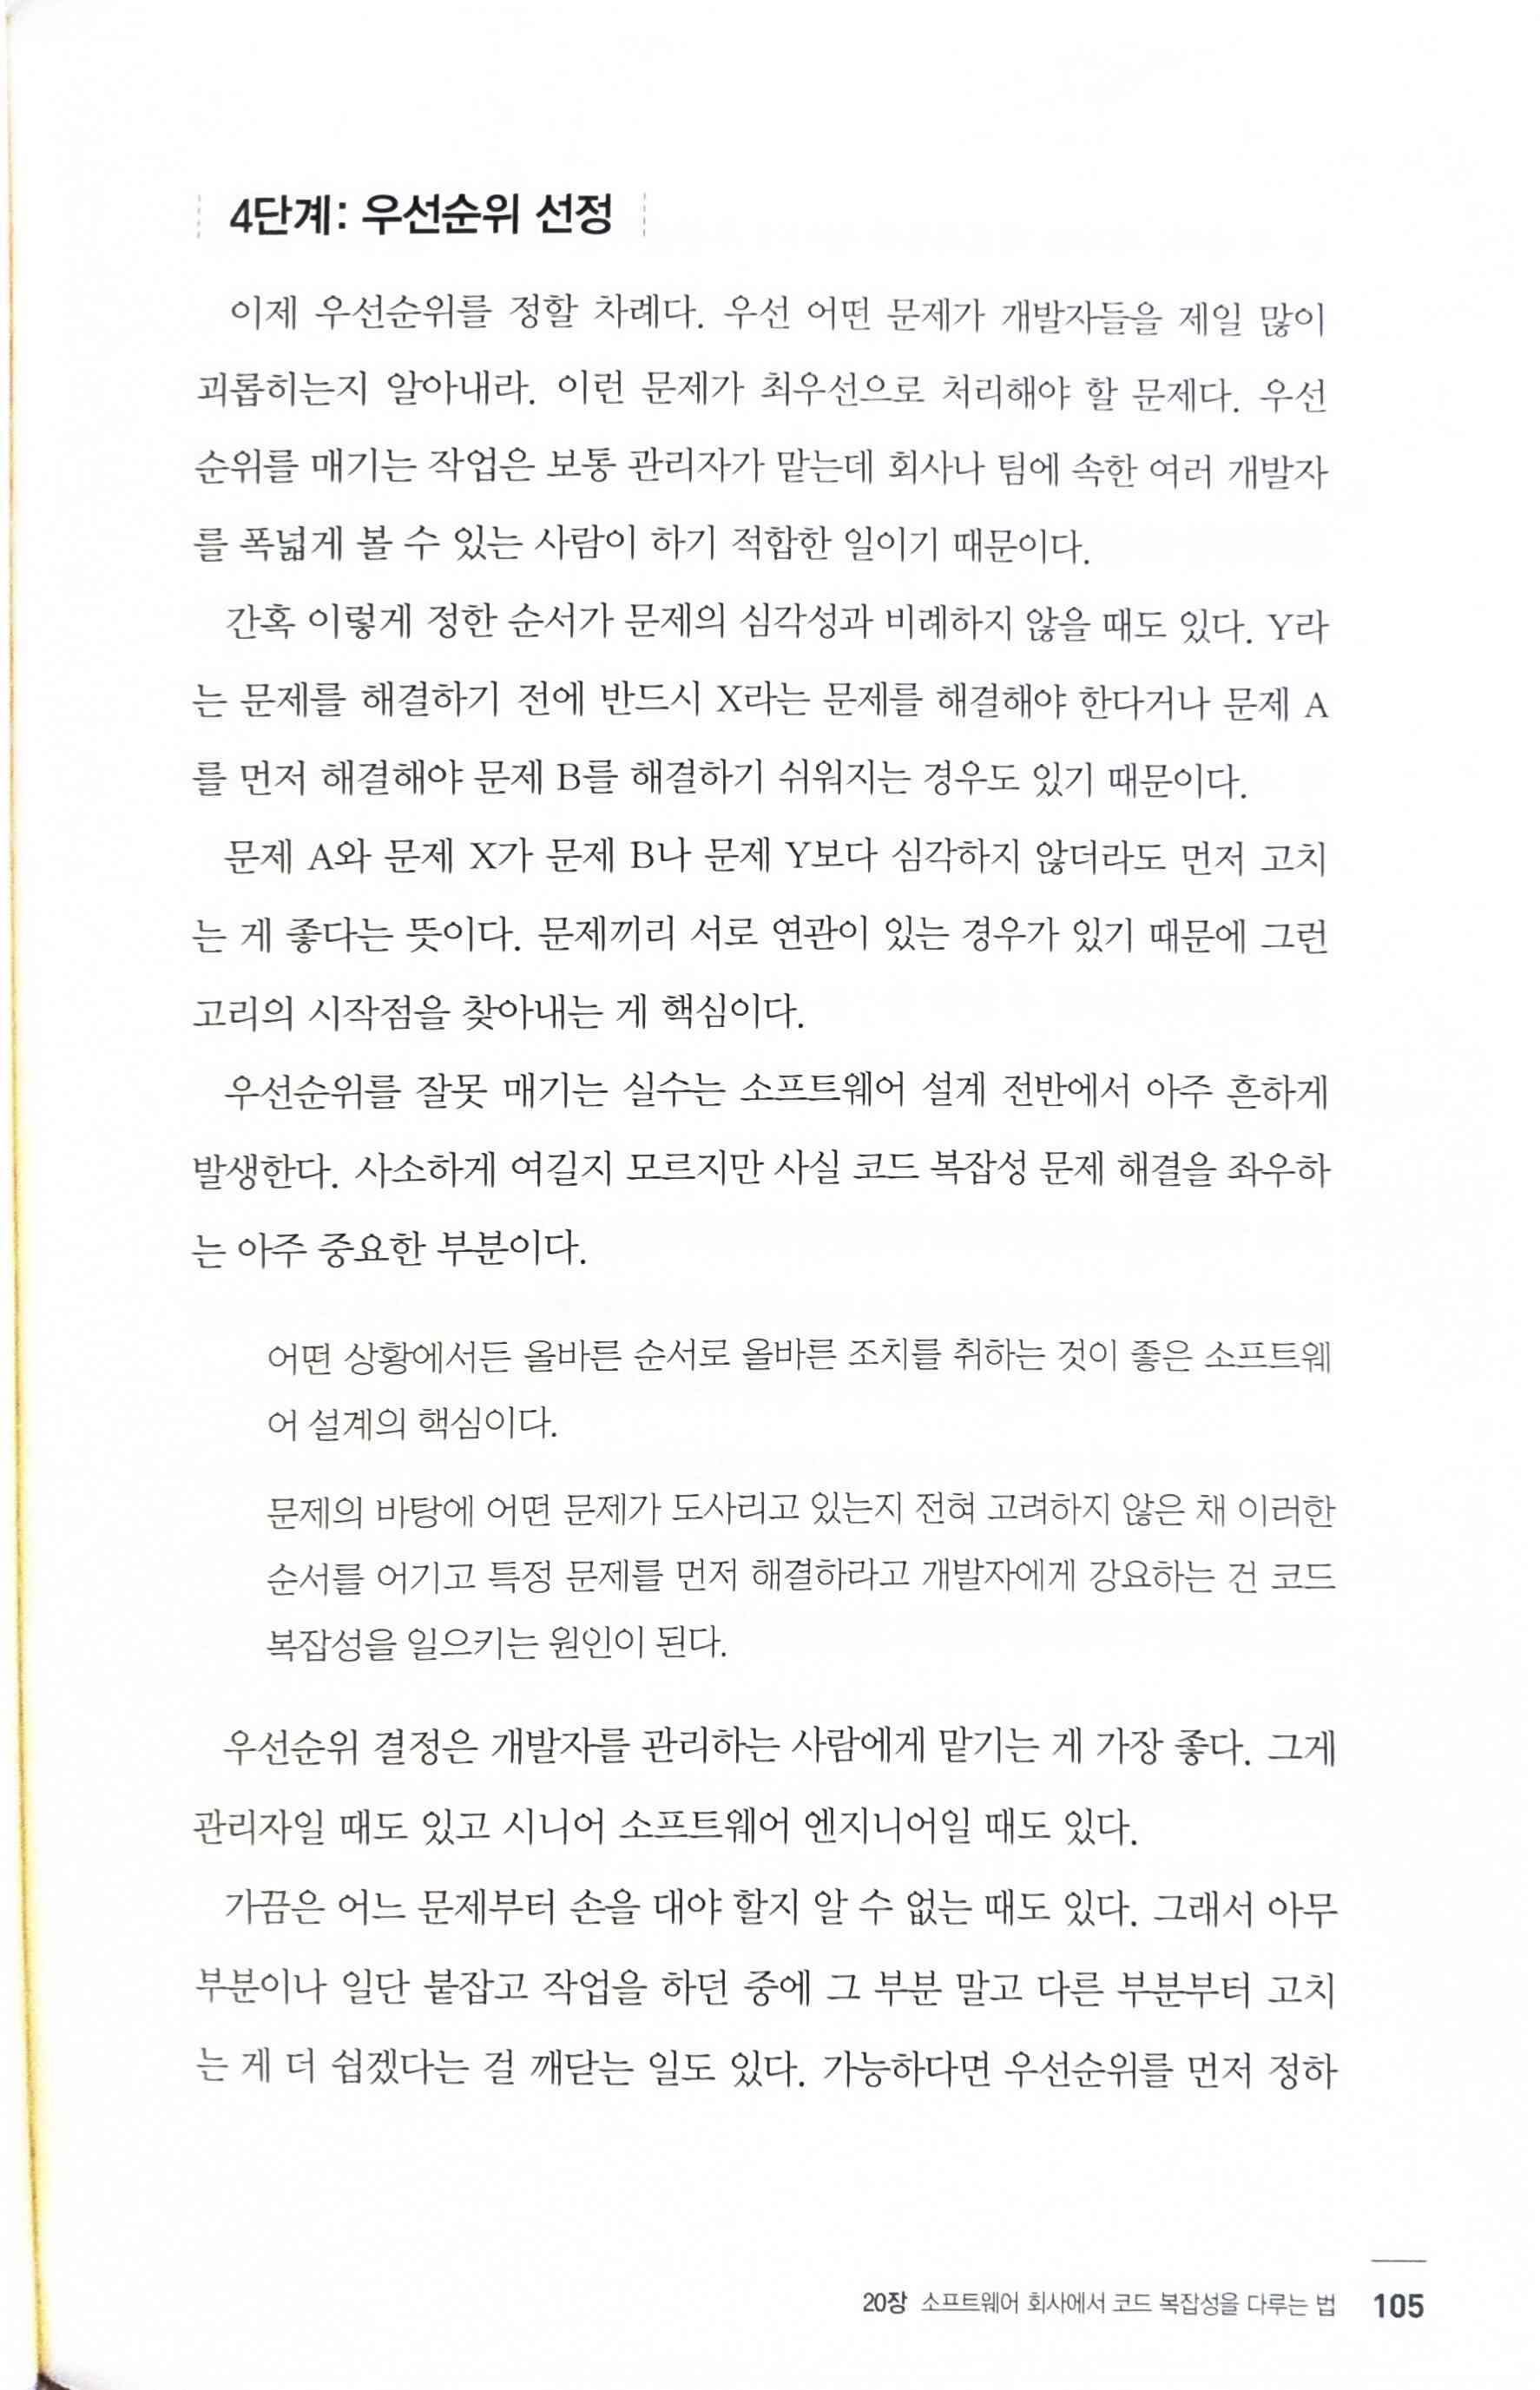 4단계: 우선순위 선정
이제 우선순위를 정할 차례다. 우선 어떤 문제가 개발자들을 제일 많이
괴롭히는지 알아내라. 이런 문제가 최우선으로 처리해야 할 문제다. 우선
순위를 매기는 작업은 보통 관리자가 맡는데 회사나 팀에 속한 여러 개발자
를 폭넓게 볼 수 있는 사람이 하기 적합한 일이기 때문이다.
간혹 이렇게 정한 순서가 문제의 심각성과 비례하지 않을 때도 있다. Y라
는 문제를 해결하기 전에 반드시 X라는 문제를 해결해야 한다거나 문제 A
를 먼저 해결해야 문제 B를 해결하기 쉬워지는 경우도 있기 때문이다.
문제 A와 문제 X가 문제 B나 문제 Y보다 심각하지 않더라도 먼저 고치
는 게 좋다는 뜻이다. 문제끼리 서로 연관이 있는 경우가 있기 때문에 그런
고리의 시작점을 찾아내는 게 핵심이다.
우선순위를 잘못 매기는 실수는 소프트웨어 설계 전반에서 아주 흔하게
발생한다. 사소하게 여길지 모르지만 사실 코드 복잡성 문제 해결을 좌우하
는 아주 중요한 부분이다.
어떤 상황에서든 올바른 순서로 올바른 조치를 취하는 것이 좋은 소프트웨
어 설계의 핵심이다.
문제의 바탕에 어떤 문제가 도사리고 있는지 전혀 고려하지 않은 채 이러한
순서를 어기고 특정 문제를 먼저 해결하라고 개발자에게 강요하는 건 코드
복잡성을 일으키는 원인이 된다.
우선순위 결정은 개발자를 관리하는 사람에게 맡기는 게 가장 좋다. 그게
관리자일 때도 있고 시니어 소프트웨어 엔지니어일 때도 있다.
가끔은 어느 문제부터 손을 대야 할지 알 수 없는 때도 있다. 그래서 아무
부분이나 일단 붙잡고 작업을 하던 중에 그 부분 말고 다른 부분부터 고치
는 게 더 쉽겠다는 걸 깨닫는 일도 있다. 가능하다면 우선순위를 먼저 정하
20장 소프트웨어 회사에서 코드 복잡성을 다루는 법 105